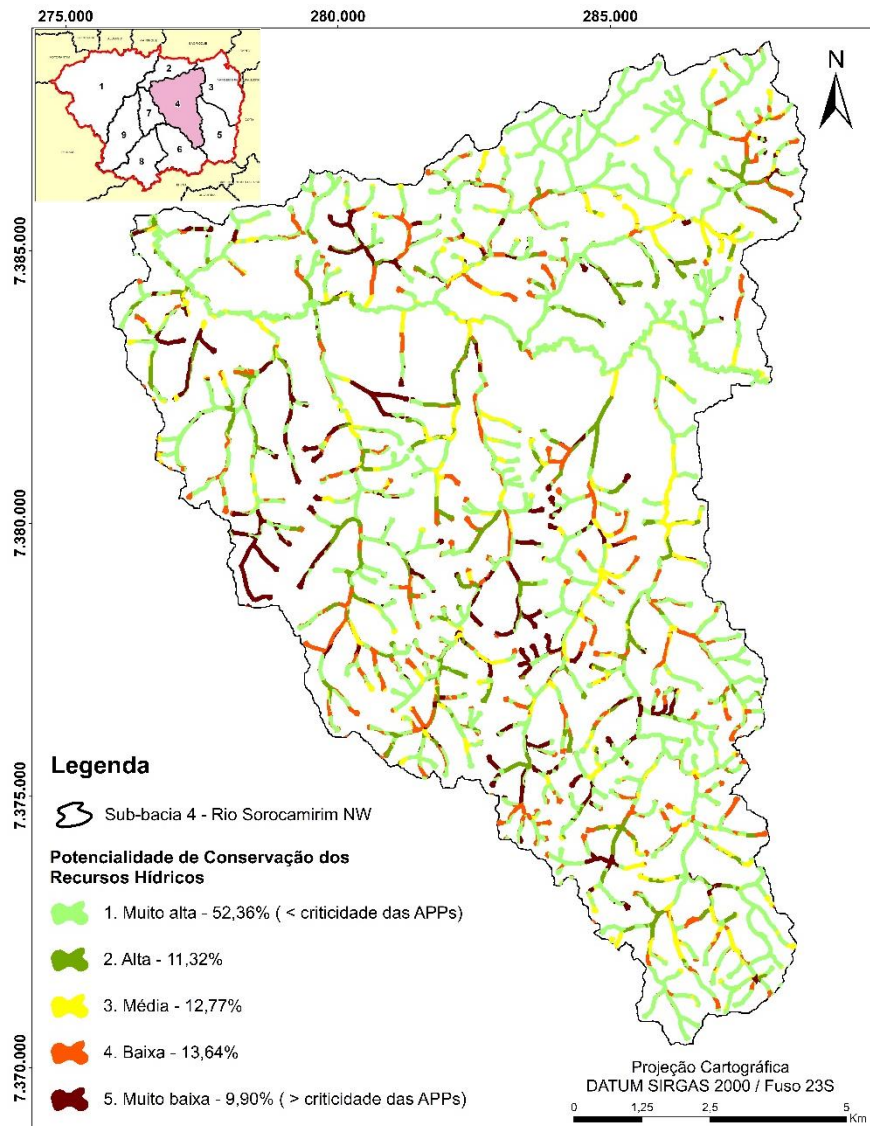 275.000
280.000
285.000
1
2
3
4
5
6
7
8
9
N
7.385.000
7.380.000
7.375.000
7.370.000
Legenda
Sub-bacia 4 - Rio Sorocamirim NW
Potencialidade de Conservação dos
Recursos Hídricos
1. Muito alta - 52,36% ( < criticidade das APPs)
2. Alta - 11,32%
3. Média - 12,77%
4. Baixa - 13,64%
5. Muito baixa - 9,90% ( > criticidade das APPs)
Projeção Cartográfica
DATUM SIRGAS 2000 / Fuso 23S
0 1,25 2,5 5
Km